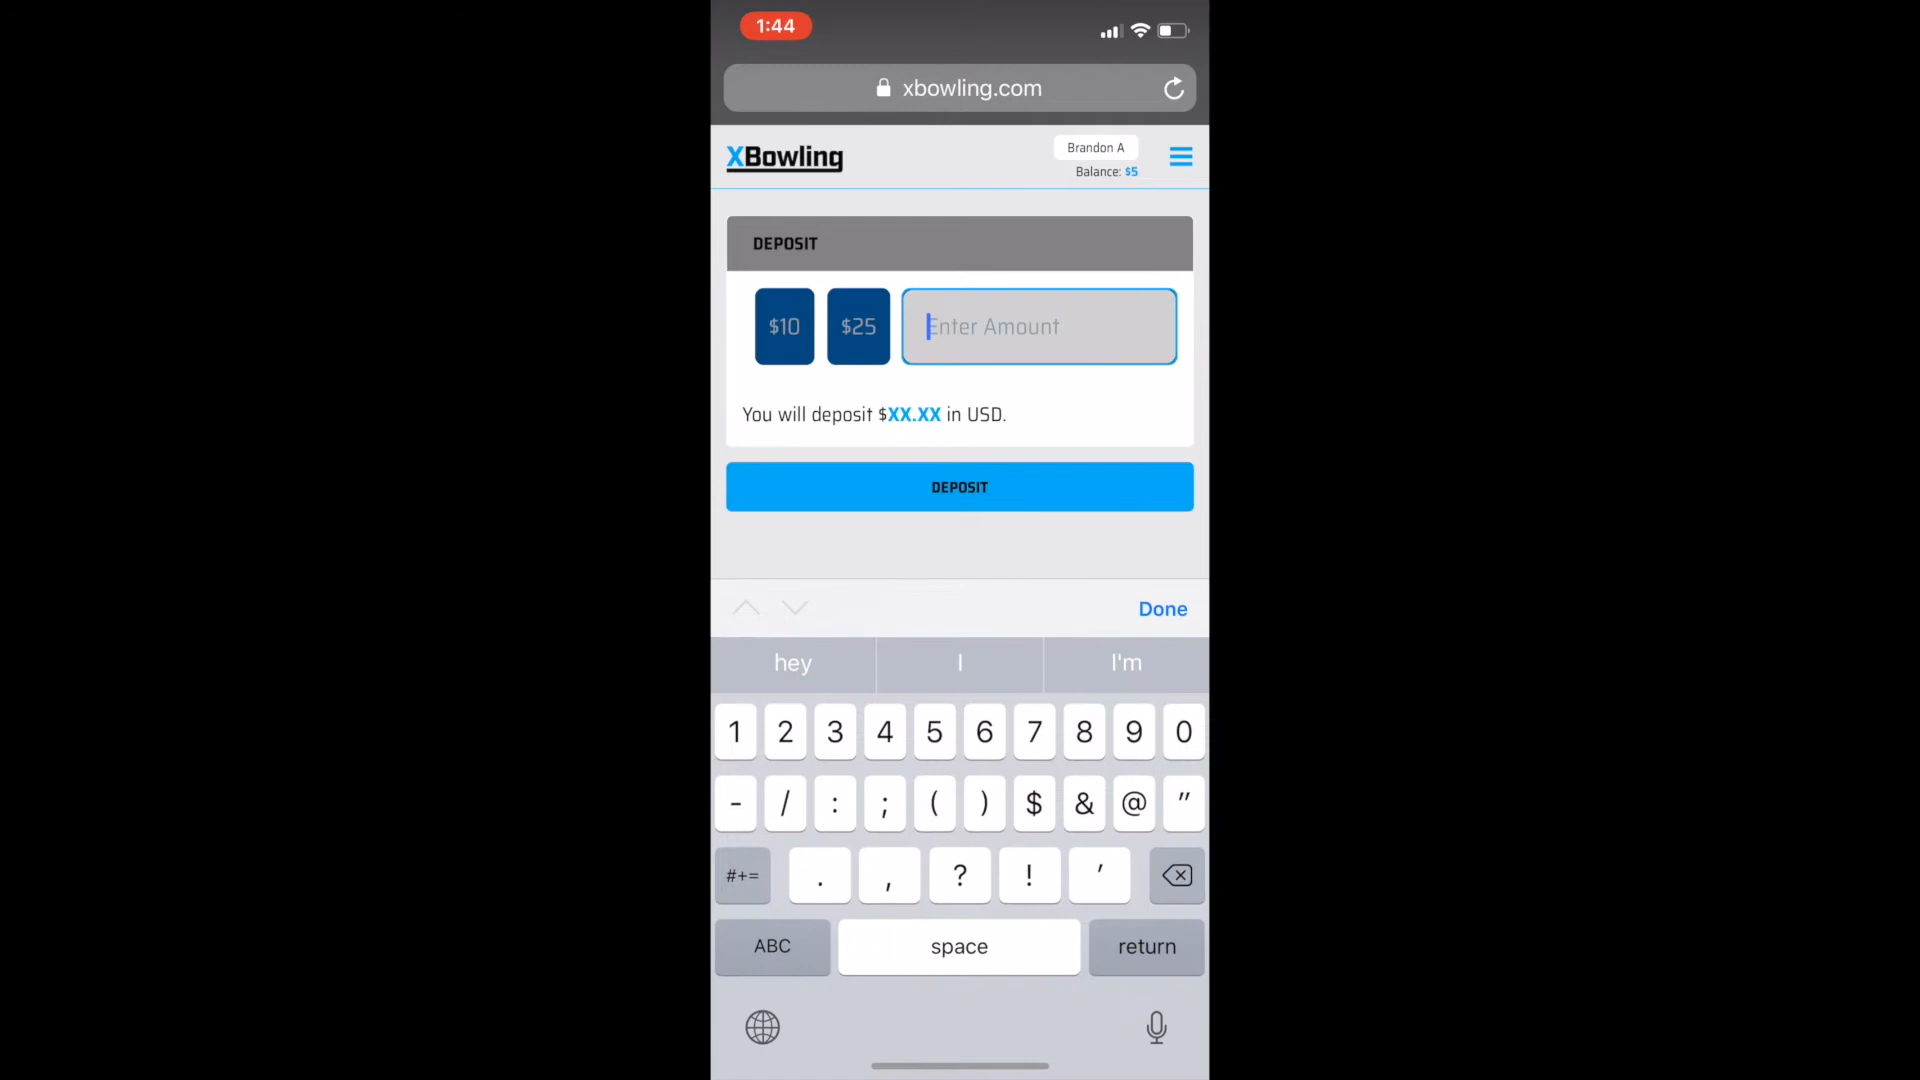 1:44
xbowling.com
XBowling
Brandon A
Balance: $5
DEPOSIT
$10 $25 Enter Amount
You will deposit $XX.XX in USD.
DEPOSIT
Done
hey I I'm
1 2 3 4 5 6 7 8 9 0
- / : ; ( ) $ & @ "
#+= . , ? ! '
ABC space return